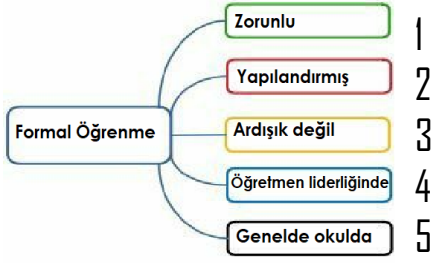 Zorunlu 1
Yapılandırmış 2
Formal Öğrenme
Ardışık değil 3
Öğretmen liderliğinde 4
Genelde okulda 5